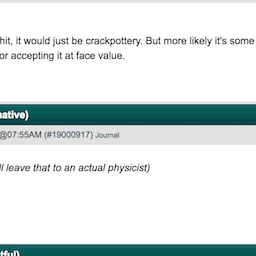 hit, it would just be crackpottery. But more likely it's some
or accepting it at face value.
native)
@07:55AM (#19000917) Journal
ll leave that to an actual physicist)
tful)